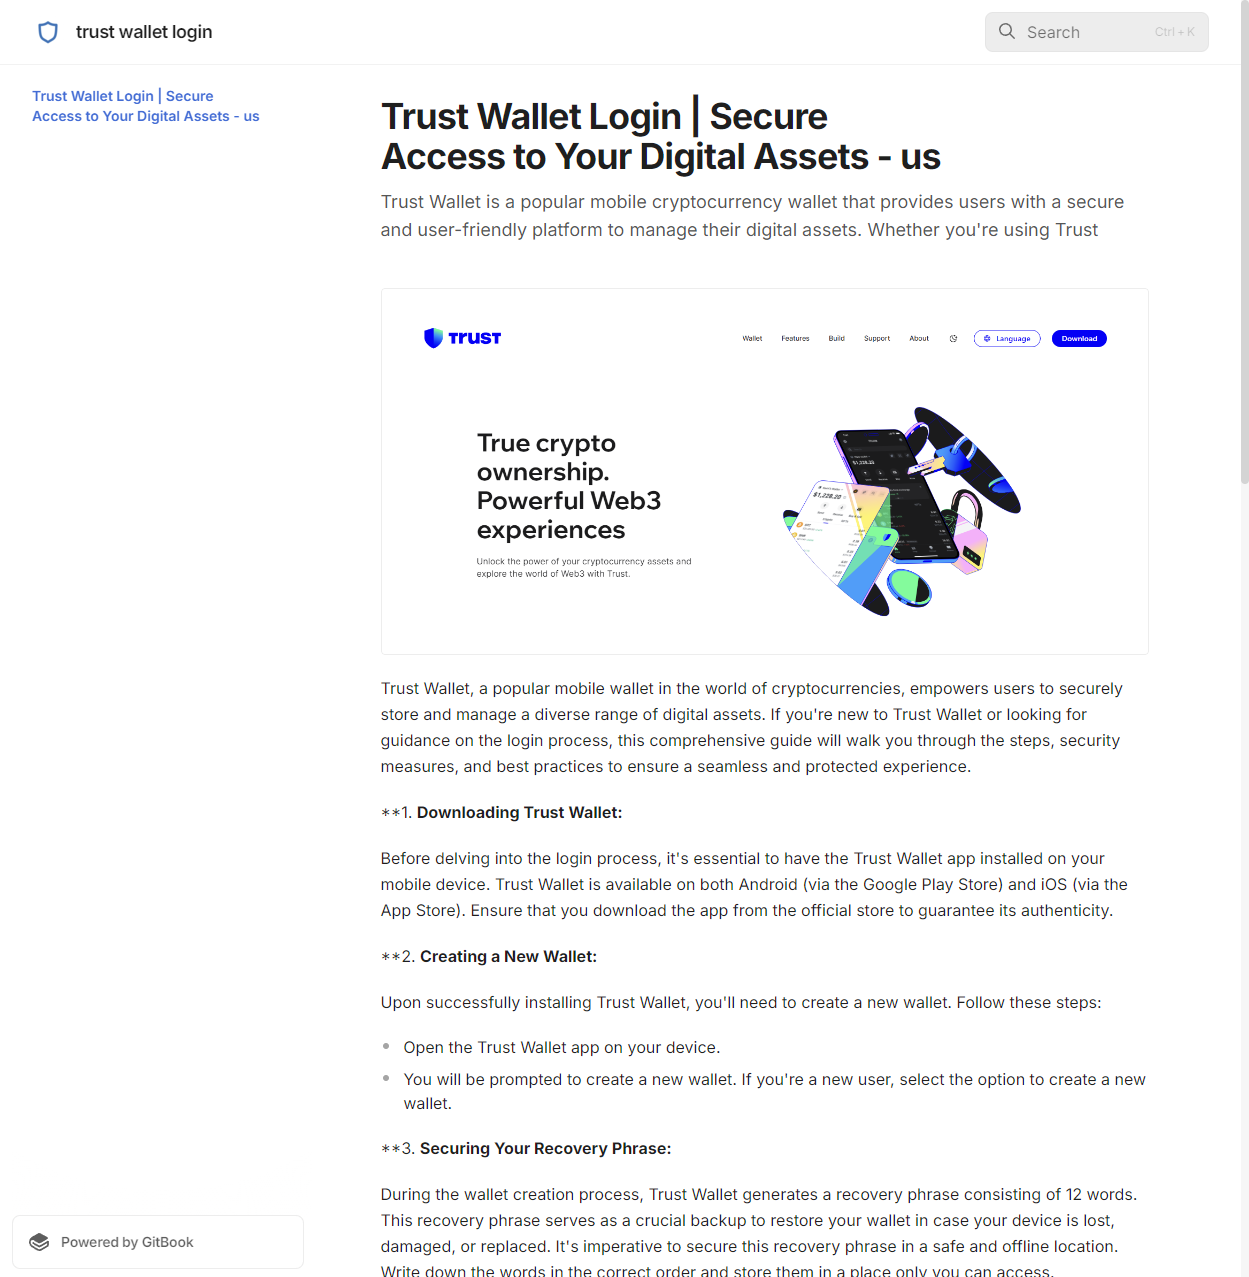 trust wallet login
Search
Ctrl + K
Trust Wallet Login | Secure
Access to Your Digital Assets - us
Trust Wallet Login | Secure
Access to Your Digital Assets - us
Trust Wallet is a popular mobile cryptocurrency wallet that provides users with a secure
and user-friendly platform to manage their digital assets. Whether you're using Trust
TRUST
Wallet
Features
Build
Support
About
Language
Download
True crypto
ownership.
Powerful Web3
experiences
Unlock the power of your cryptocurrency assets and
explore the world of Web3 with Trust.
$1,228.20
$1,228.20
Trust Wallet, a popular mobile wallet in the world of cryptocurrencies, empowers users to securely
store and manage a diverse range of digital assets. If you're new to Trust Wallet or looking for
guidance on the login process, this comprehensive guide will walk you through the steps, security
measures, and best practices to ensure a seamless and protected experience.
**1. Downloading Trust Wallet:
Before delving into the login process, it's essential to have the Trust Wallet app installed on your
mobile device. Trust Wallet is available on both Android (via the Google Play Store) and iOS (via the
App Store). Ensure that you download the app from the official store to guarantee its authenticity.
**2. Creating a New Wallet:
Upon successfully installing Trust Wallet, you'll need to create a new wallet. Follow these steps:
Open the Trust Wallet app on your device.
You will be prompted to create a new wallet. If you're a new user, select the option to create a new
wallet.
**3. Securing Your Recovery Phrase:
During the wallet creation process, Trust Wallet generates a recovery phrase consisting of 12 words.
This recovery phrase serves as a crucial backup to restore your wallet in case your device is lost,
damaged, or replaced. It's imperative to secure this recovery phrase in a safe and offline location.
Write down the words in the correct order and store them in a place only you can access.
Powered by GitBook